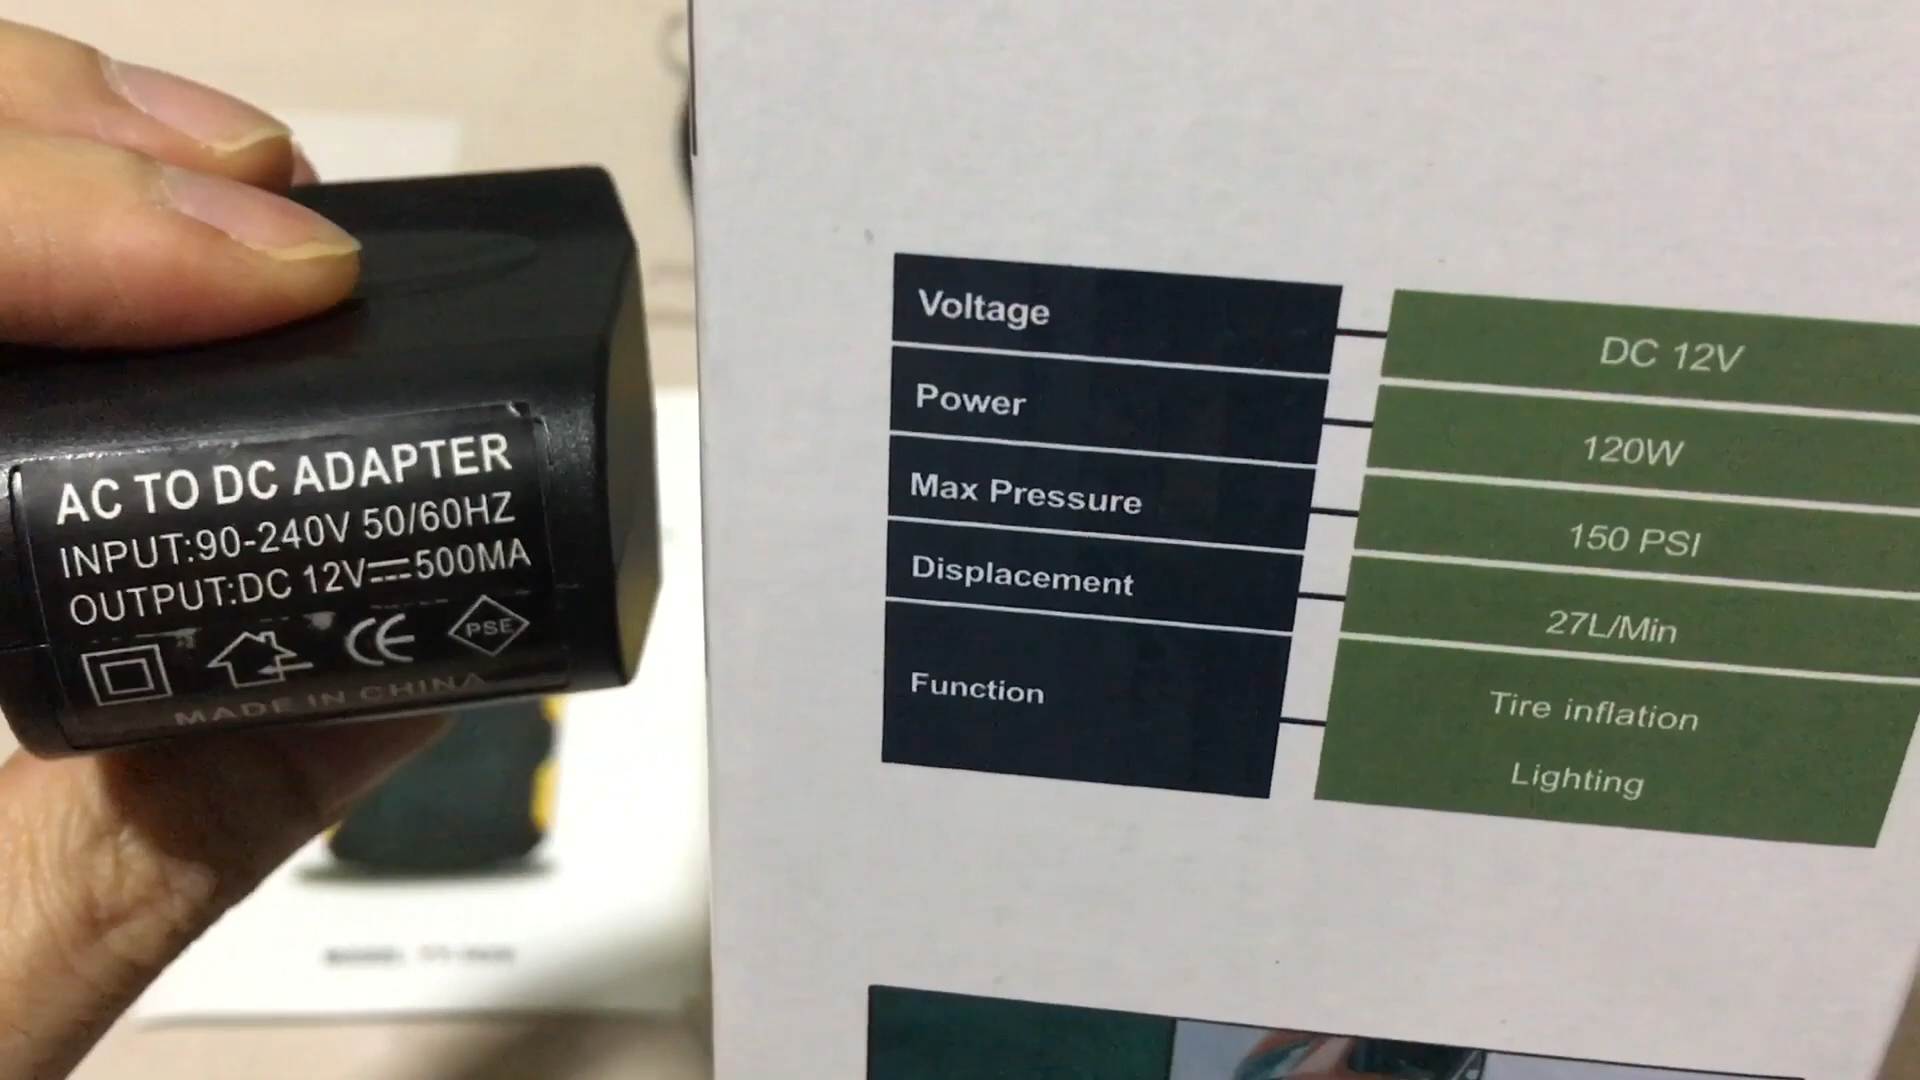 AC TO DC ADAPTER
INPUT:90-240V 50/60HZ
OUTPUT:DC 12V⎓500MA
CE
PSE
MADE IN CHINA
Voltage
DC 12V
Power
120W
Max Pressure
150 PSI
Displacement
27L/Min
Function
Tire inflation
Lighting